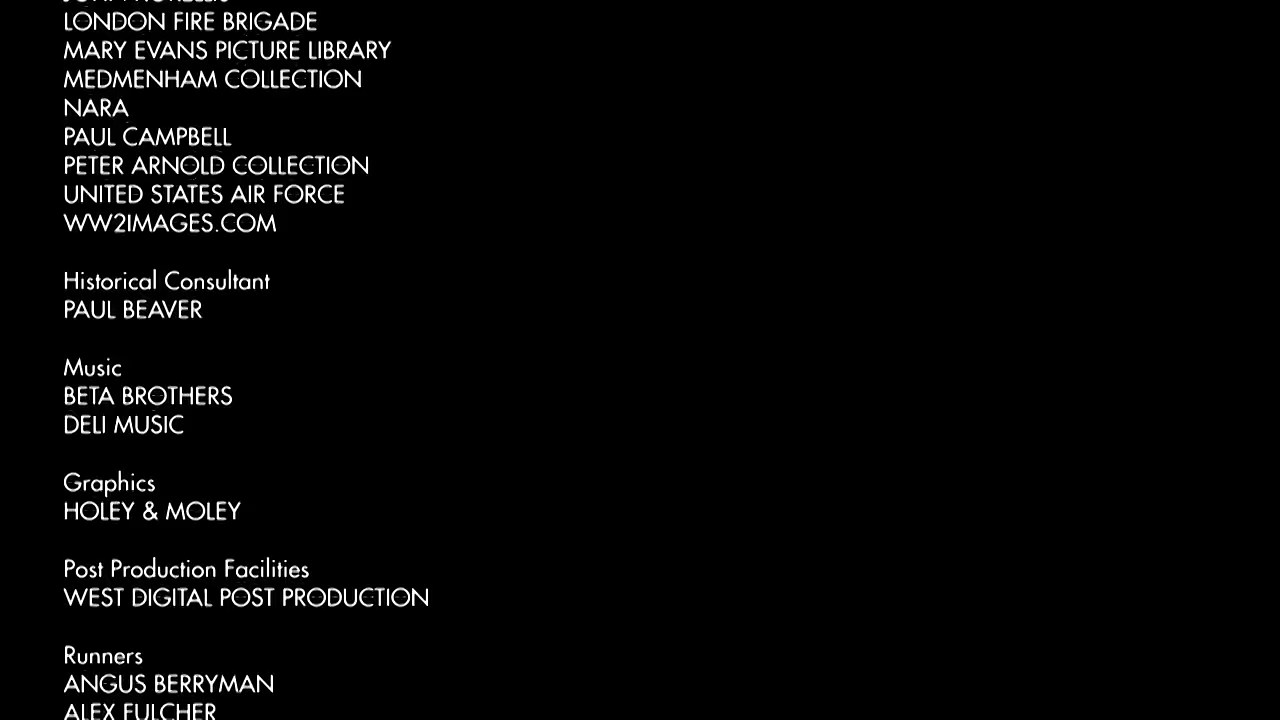 LONDON FIRE BRIGADE
MARY EVANS PICTURE LIBRARY
MEDMENHAM COLLECTION
NARA
PAUL CAMPBELL
PETER ARNOLD COLLECTION
UNITED STATES AIR FORCE
WW2IMAGES.COM
Historical Consultant
PAUL BEAVER
Music
BETA BROTHERS
DELI MUSIC
Graphics
HOLEY & MOLEY
Post Production Facilities
WEST DIGITAL POST PRODUCTION
Runners
ANGUS BERRYMAN
ALEX FULCHER